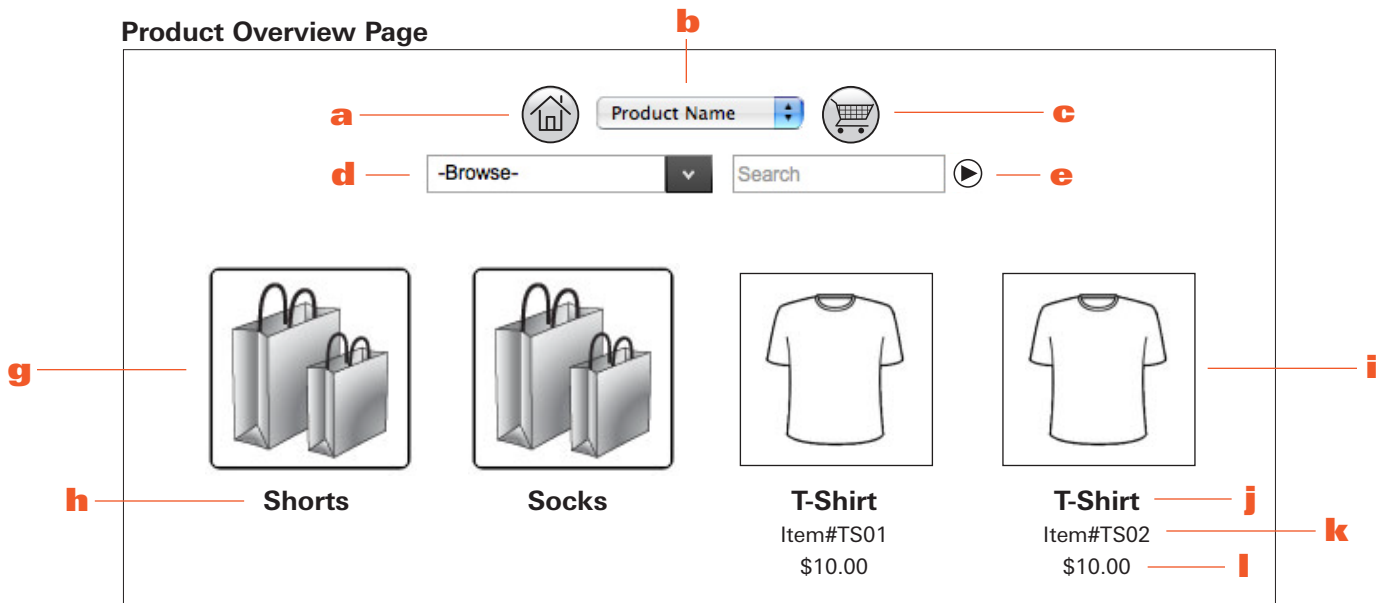 Product Overview Page
b
a
Product Name
c
d
-Browse-
Search
e
g
i
h
Shorts
Socks
T-Shirt
T-Shirt
j
Item#TS01
Item#TS02
k
$10.00
$10.00
l